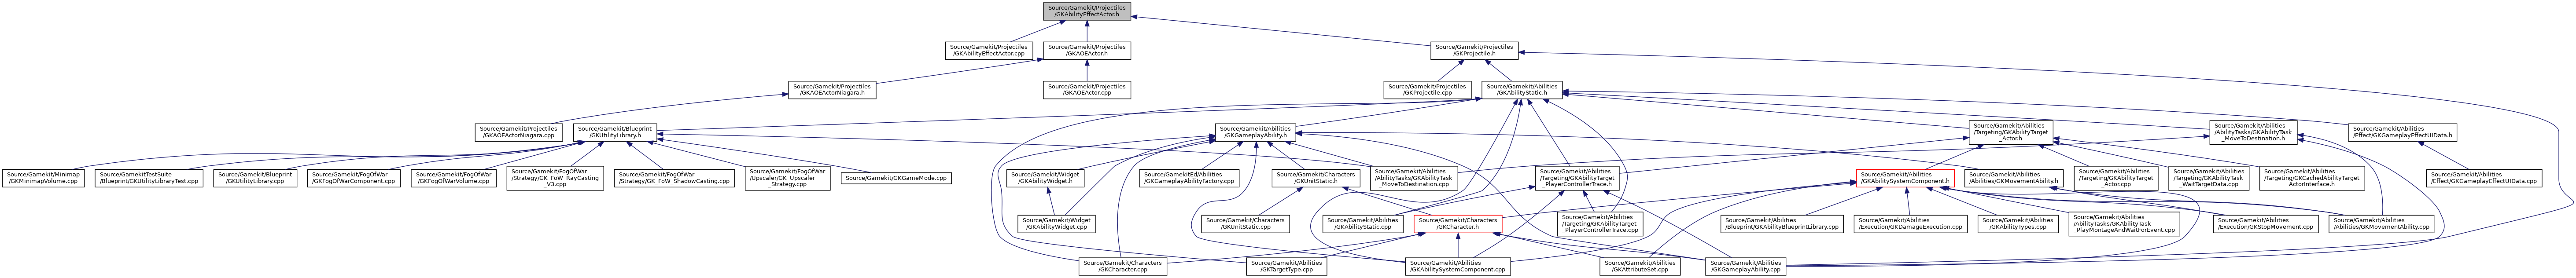 Source/Gamekit/Projectiles
/GKAbilityEffectActor.h
Source/Gamekit/Projectiles
/GKAbilityEffectActor.cpp
Source/Gamekit/Projectiles
/GKAOEActor.h
Source/Gamekit/Projectiles
/GKProjectile.h
Source/Gamekit/Projectiles
/GKAOEActorNiagara.h
Source/Gamekit/Projectiles
/GKAOEActor.cpp
Source/Gamekit/Projectiles
/GKProjectile.cpp
Source/Gamekit/Abilities
/GKAbilityStatic.h
Source/Gamekit/Projectiles
/GKAOEActorNiagara.cpp
Source/Gamekit/Blueprint
/GKUtilityLibrary.h
Source/Gamekit/Abilities
/GKGameplayAbility.h
Source/Gamekit/Abilities
/Targeting/GKAbilityTarget
_Actor.h
Source/Gamekit/Abilities
/AbilityTasks/GKAbilityTask
_MoveToDestination.h
Source/Gamekit/Abilities
/Effect/GKGameplayEffectUIData.h
Source/Gamekit/Minimap
/GKMinimapVolume.cpp
Source/GamekitTestSuite
/Blueprint/GKUtilityLibraryTest.cpp
Source/Gamekit/Blueprint
/GKUtilityLibrary.cpp
Source/Gamekit/FogOfWar
/GKFogOfWarComponent.cpp
Source/Gamekit/FogOfWar
/GKFogOfWarVolume.cpp
Source/Gamekit/FogOfWar
/Strategy/GK_FoW_RayCasting
_V3.cpp
Source/Gamekit/FogOfWar
/Strategy/GK_FoW_ShadowCasting.cpp
Source/Gamekit/FogOfWar
/Upscaler/GK_Upscaler
_Strategy.cpp
Source/Gamekit/GKGameMode.cpp
Source/Gamekit/Widget
/GKAbilityWidget.h
Source/GamekitEd/Abilities
/GKGameplayAbilityFactory.cpp
Source/Gamekit/Characters
/GKUnitStatic.h
Source/Gamekit/Abilities
/AbilityTasks/GKAbilityTask
_MoveToDestination.cpp
Source/Gamekit/Abilities
/Targeting/GKAbilityTarget
_PlayerControllerTrace.h
Source/Gamekit/Abilities
/GKAbilitySystemComponent.h
Source/Gamekit/Abilities
/Abilities/GKMovementAbility.h
Source/Gamekit/Abilities
/Targeting/GKAbilityTarget
_Actor.cpp
Source/Gamekit/Abilities
/Targeting/GKAbilityTask
_WaitTargetData.cpp
Source/Gamekit/Abilities
/Targeting/GKCachedAbilityTarget
ActorInterface.h
Source/Gamekit/Abilities
/Effect/GKGameplayEffectUIData.cpp
Source/Gamekit/Widget
/GKAbilityWidget.cpp
Source/Gamekit/Characters
/GKUnitStatic.cpp
Source/Gamekit/Abilities
/GKAbilityStatic.cpp
Source/Gamekit/Characters
/GKCharacter.h
Source/Gamekit/Abilities
/Targeting/GKAbilityTarget
_PlayerControllerTrace.cpp
Source/Gamekit/Abilities
/Blueprint/GKAbilityBlueprintLibrary.cpp
Source/Gamekit/Abilities
/Execution/GKDamageExecution.cpp
Source/Gamekit/Abilities
/GKAbilityTypes.cpp
Source/Gamekit/Abilities
/AbilityTasks/GKAbilityTask
_PlayMontageAndWaitForEvent.cpp
Source/Gamekit/Abilities
/Execution/GKStopMovement.cpp
Source/Gamekit/Abilities
/Abilities/GKMovementAbility.cpp
Source/Gamekit/Characters
/GKCharacter.cpp
Source/Gamekit/Abilities
/GKTargetType.cpp
Source/Gamekit/Abilities
/GKAbilitySystemComponent.cpp
Source/Gamekit/Abilities
/GKAttributeSet.cpp
Source/Gamekit/Abilities
/GKGameplayAbility.cpp